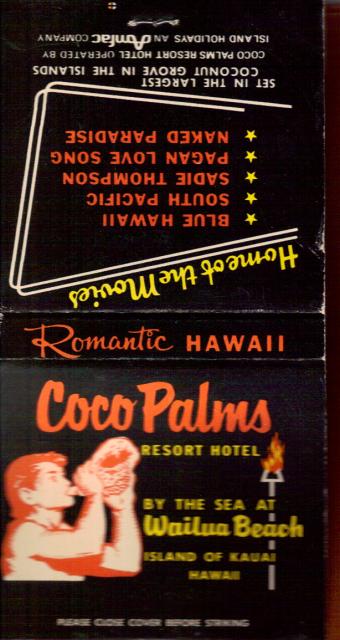 Home of the Movies
★ BLUE HAWAII
★ SOUTH PACIFIC
★ SADIE THOMPSON
★ PAGAN LOVE SONG
★ NAKED PARADISE
SET IN THE LARGEST
COCONUT GROVE IN THE ISLANDS
COCO PALMS RESORT HOTEL OPERATED BY
ISLAND HOLIDAYS AN Amfac COMPANY
Romantic HAWAII
Coco Palms
RESORT HOTEL
BY THE SEA AT
Wailua Beach
ISLAND OF KAUAI
HAWAII
PLEASE CLOSE COVER BEFORE STRIKING